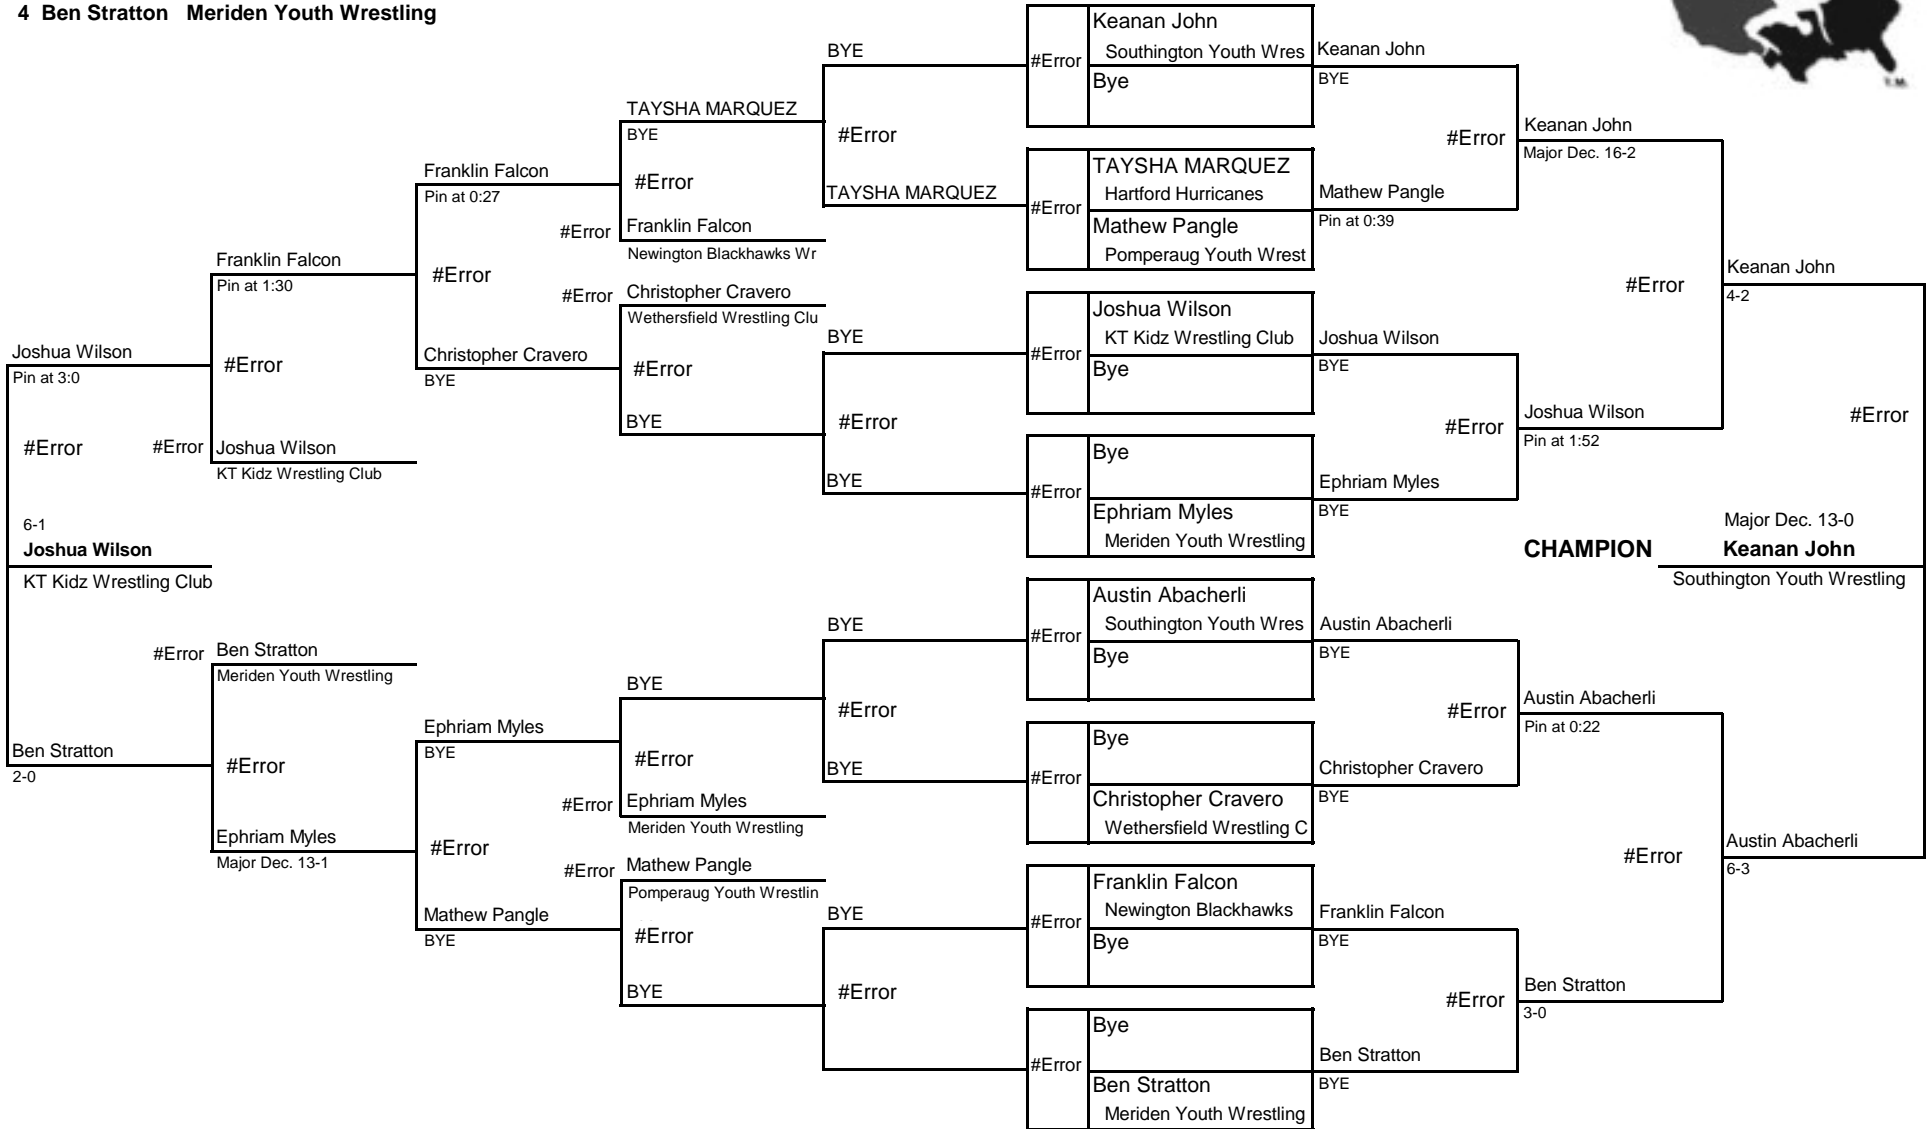 4 Ben Stratton Meriden Youth Wrestling
Joshua Wilson
Pin at 3:0
#Error
6-1
Joshua Wilson
KT Kidz Wrestling Club
Ben Stratton
2-0
Franklin Falcon
Pin at 1:30
#Error
#Error
Joshua Wilson
KT Kidz Wrestling Club
#Error
Ben Stratton
Meriden Youth Wrestling
#Error
Ephriam Myles
Major Dec. 13-1
Franklin Falcon
Pin at 0:27
#Error
Christopher Cravero
BYE
Ephriam Myles
BYE
#Error
Mathew Pangle
BYE
TAYSHA MARQUEZ
BYE
#Error
#Error
Franklin Falcon
Newington Blackhawks Wr
#Error
Christopher Cravero
Wethersfield Wrestling Clu
#Error
BYE
BYE
#Error
#Error
Ephriam Myles
Meriden Youth Wrestling
#Error
Mathew Pangle
Pomperaug Youth Wrestlin
#Error
BYE
BYE
#Error
TAYSHA MARQUEZ
BYE
#Error
BYE
BYE
#Error
BYE
BYE
#Error
#Error
Keanan John
Southington Youth Wres
Bye
#Error
TAYSHA MARQUEZ
Hartford Hurricanes
Mathew Pangle
Pomperaug Youth Wrest
#Error
Joshua Wilson
KT Kidz Wrestling Club
Bye
#Error
Bye
Ephriam Myles
Meriden Youth Wrestling
#Error
Austin Abacherli
Southington Youth Wres
Bye
#Error
Bye
Christopher Cravero
Wethersfield Wrestling C
#Error
Franklin Falcon
Newington Blackhawks
Bye
#Error
Bye
Ben Stratton
Meriden Youth Wrestling
Keanan John
BYE
#Error
Mathew Pangle
Pin at 0:39
Joshua Wilson
BYE
#Error
Ephriam Myles
BYE
Austin Abacherli
BYE
#Error
Christopher Cravero
BYE
Franklin Falcon
BYE
#Error
Ben Stratton
BYE
Keanan John
Major Dec. 16-2
#Error
Joshua Wilson
Pin at 1:52
Austin Abacherli
Pin at 0:22
#Error
Ben Stratton
3-0
Keanan John
4-2
#Error
Major Dec. 13-0
CHAMPION Keanan John
Southington Youth Wrestling
Austin Abacherli
6-3
T.M.